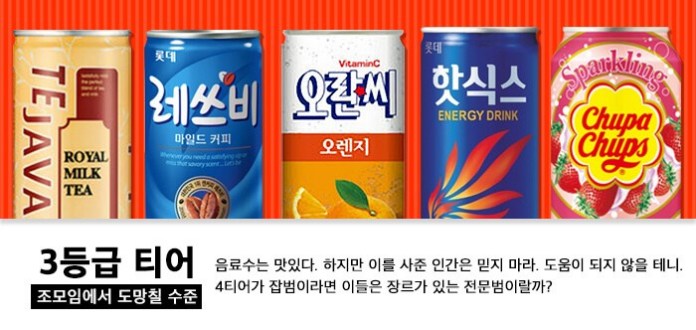 TEJAVA
ROYAL
MILK
TEA
롯데
레쓰비
마일드 커피
VitaminC
오란씨
오렌지
롯데
핫식스
ENERGY DRINK
Sparkling
Chupa
Chups
3등급 티어
조모임에서 도망칠 수준
음료수는 맛있다. 하지만 이를 사준 인간은 믿지 마라. 도움이 되지 않을 테니.
4티어가 잡범이라면 이들은 장르가 있는 전문범이랄까?